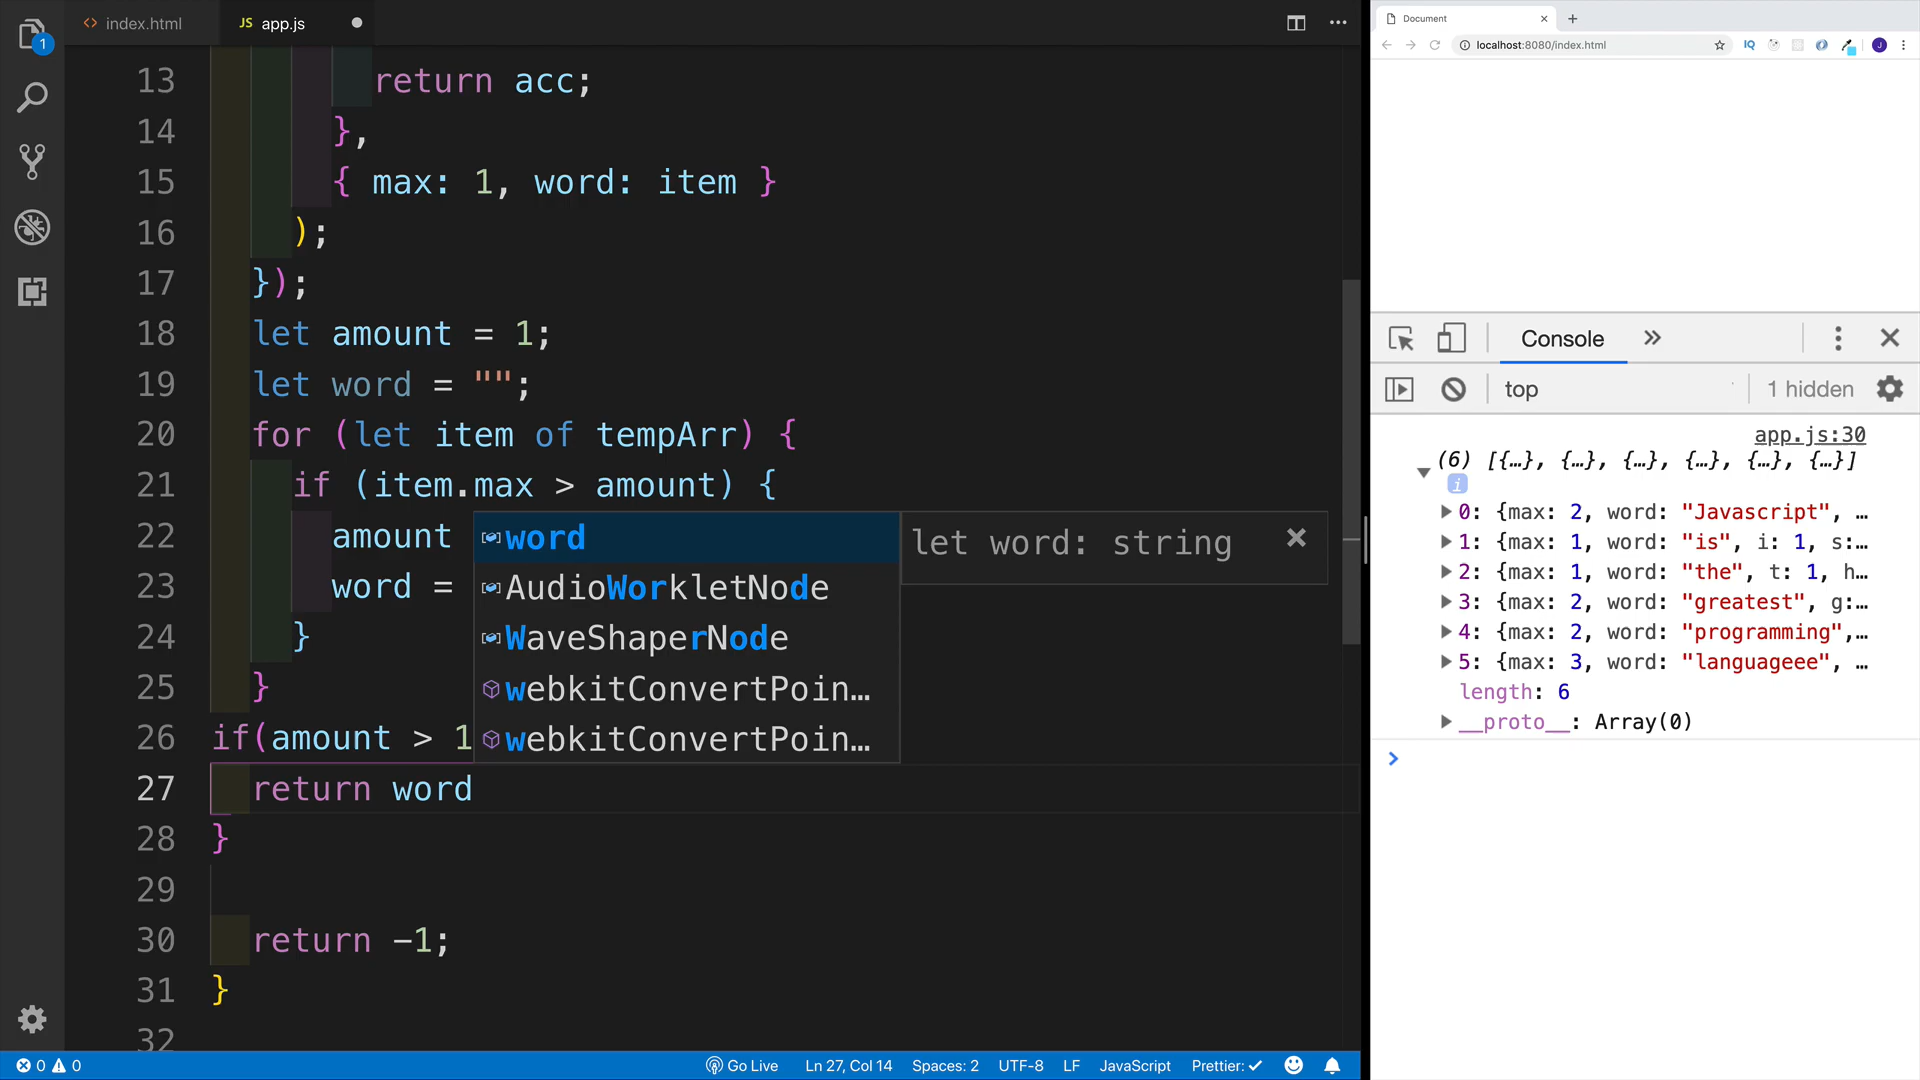 index.html
JS app.js
1
13 return acc;
14 },
15 { max: 1, word: item }
16 );
17 });
18 let amount = 1;
19 let word = "";
20 for (let item of tempArr) {
21 if (item.max > amount) {
22 amount
23 word =
24 }
25 }
26 if(amount > 1
27 return word
28 }
29
30 return -1;
31 }
32
word
AudioWorkletNode
WaveShaperNode
webkitConvertPoin…
webkitConvertPoin…
let word: string
0 0
Go Live
Ln 27, Col 14
Spaces: 2
UTF-8
LF
JavaScript
Prettier:
Document
localhost:8080/index.html
IQ
J
Console
top
1 hidden
app.js:30
(6) [{…}, {…}, {…}, {…}, {…}, {…}]
i
0: {max: 2, word: "Javascript", …
1: {max: 1, word: "is", i: 1, s:…
2: {max: 1, word: "the", t: 1, h…
3: {max: 2, word: "greatest", g:…
4: {max: 2, word: "programming",…
5: {max: 3, word: "languageee", …
length: 6
__proto__: Array(0)